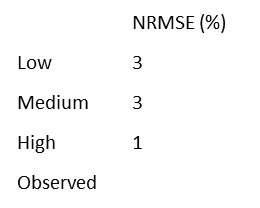 NRMSE (%)
Low 3
Medium 3
High 1
Observed